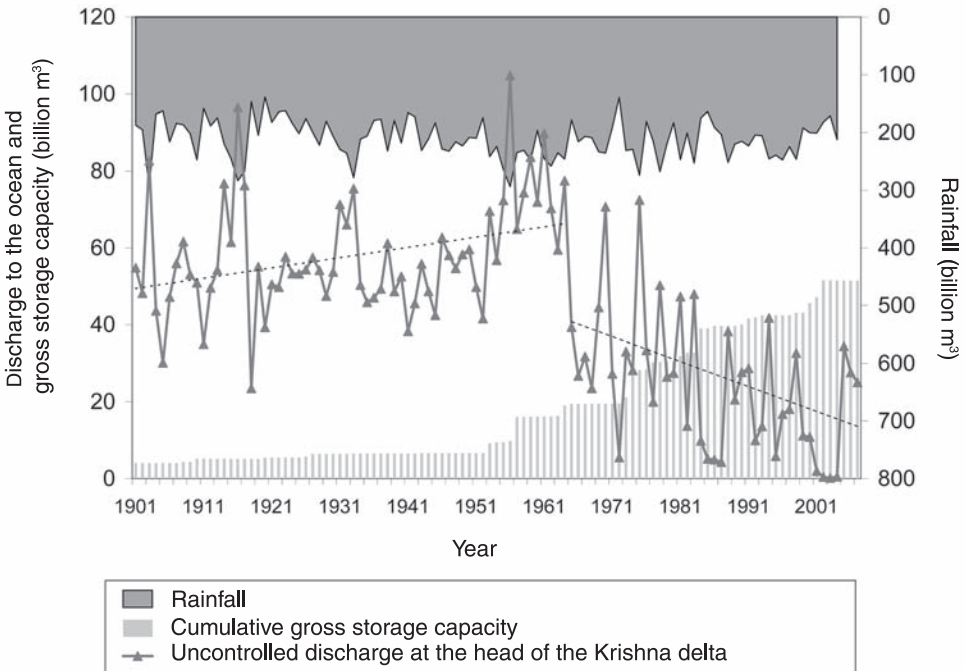 Discharge to the ocean and
gross storage capacity (billion m³)
120
100
80
60
40
20
0
0
100
200
300
400
500
600
700
800
Rainfall (billion m³)
1901 1911 1921 1931 1941 1951 1961 1971 1981 1991 2001
Year
Rainfall
Cumulative gross storage capacity
Uncontrolled discharge at the head of the Krishna delta